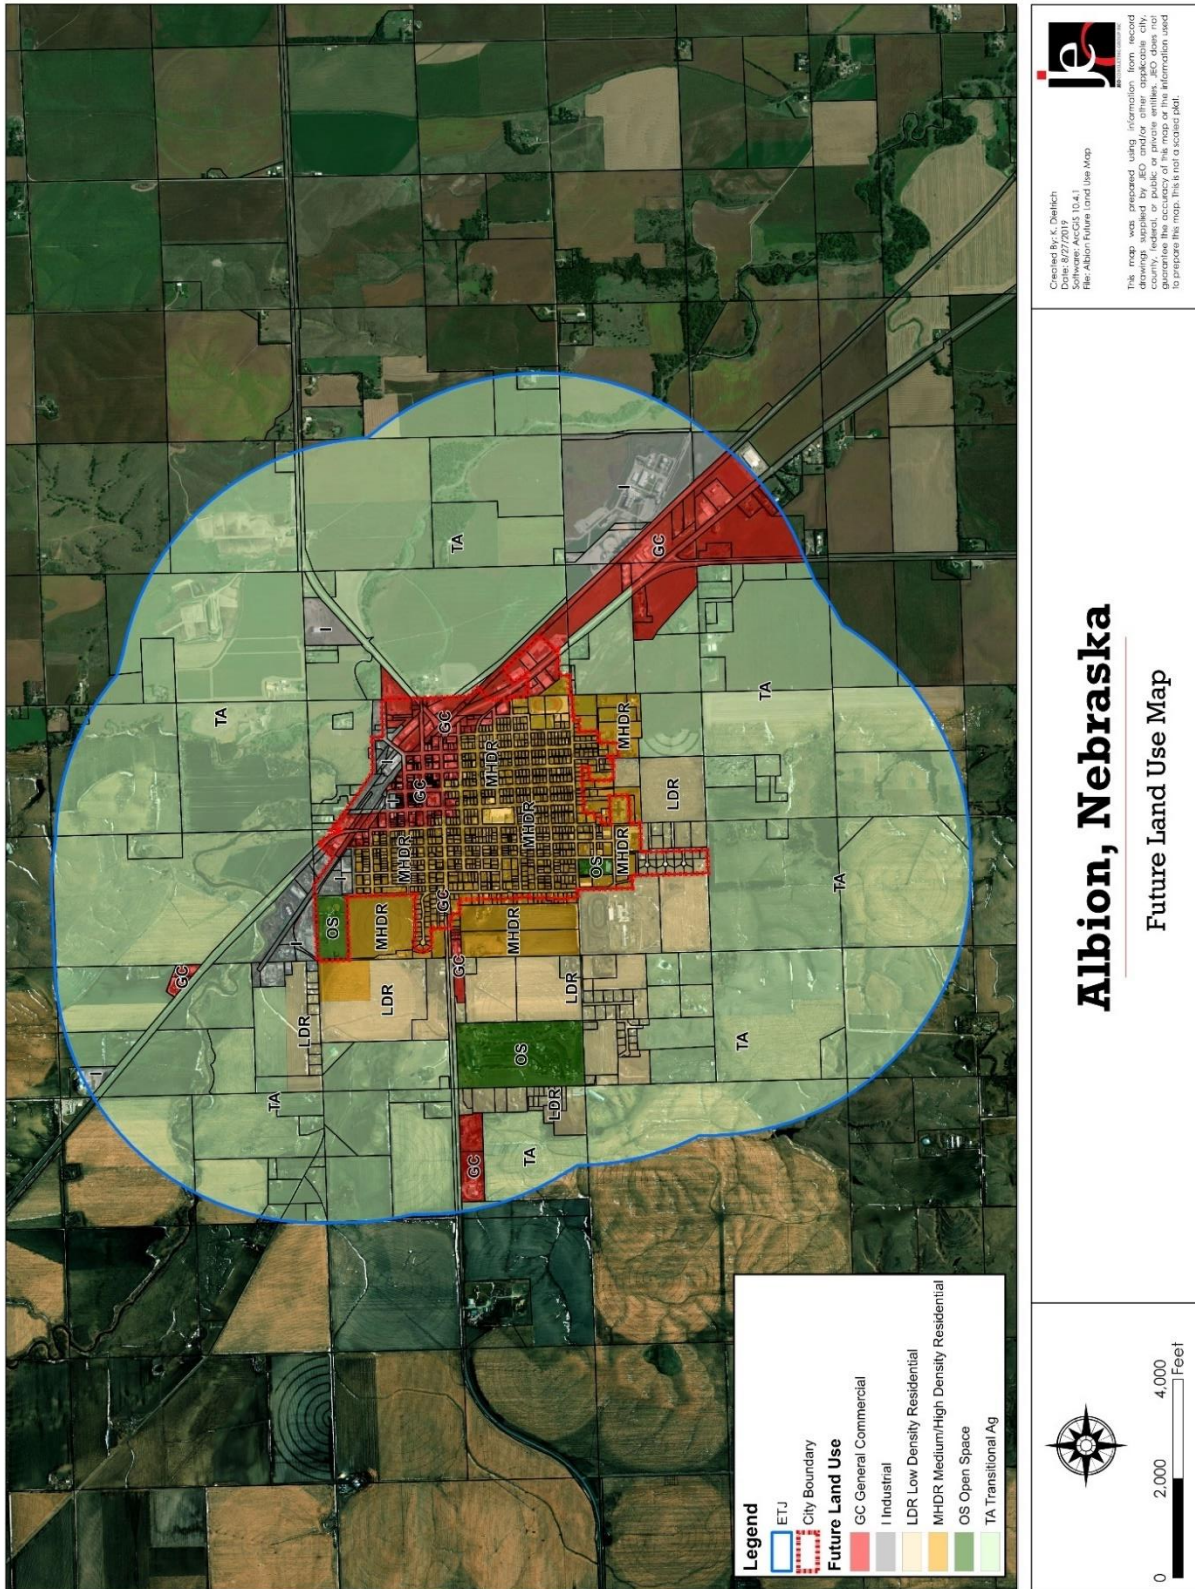 TA
TA
GC
I
I
TA
I
LDR
LDR
OS
MHDR
I
MHDR
GC
I
I
GC
MHDR
MHDR
GC
GC
MHDR
OS
MHDR
MHDR
LDR
LDR
OS
LDR
GC
TA
TA
TA
TA
GC
I
TA
Legend
ETJ
City Boundary
Future Land Use
GC General Commercial
I Industrial
LDR Low Density Residential
MHDR Medium/High Density Residential
OS Open Space
TA Transitional Ag
0 2,000 4,000
Feet
Albion, Nebraska
Future Land Use Map
Created By: K. Dietrich
Date: 8/27/2019
Software: ArcGIS 10.4.1
File: Albion Future Land Use Map
This map was prepared using information from record
drawings supplied by JEO and/or other applicable city,
county, federal, or public or private entities. JEO does not
guarantee the accuracy of this map or the information used
to prepare this map. This is not a scaled plat.
jeo